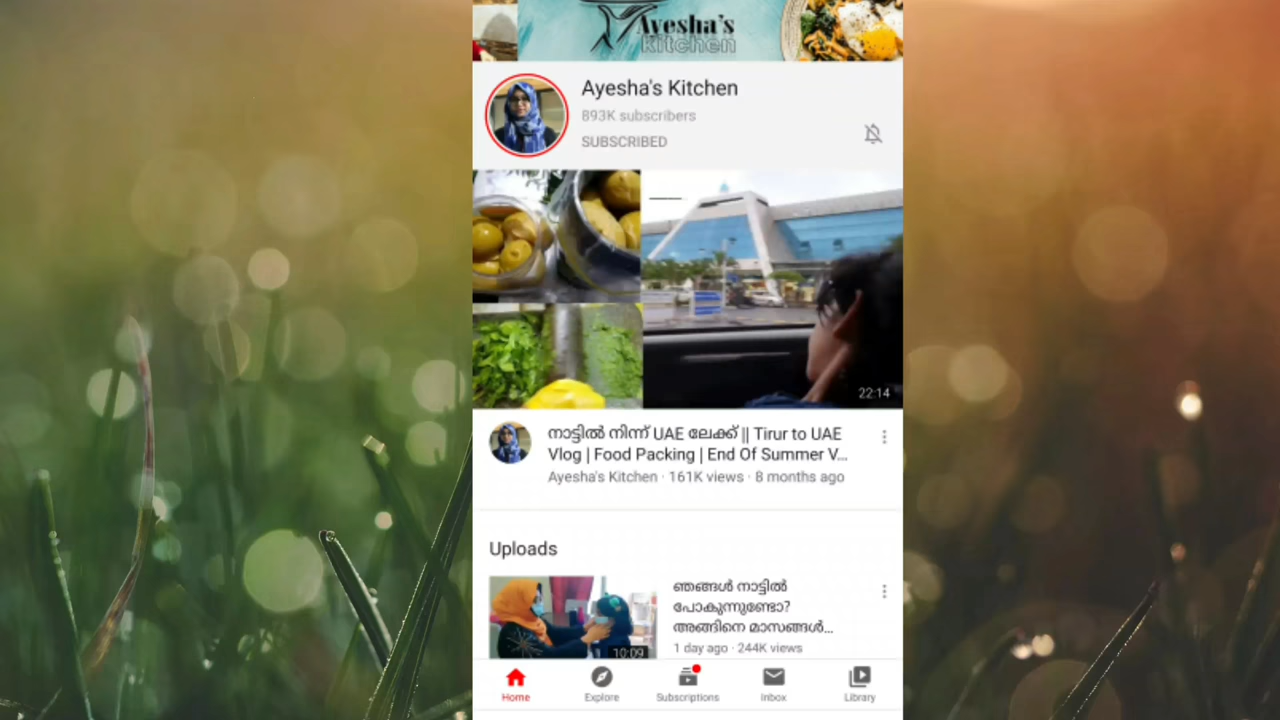 Ayesha's
kitchen
Ayesha's Kitchen
893K subscribers
SUBSCRIBED
22:14
നാട്ടിൽ നിന്ന് UAE ലേക്ക് || Tirur to UAE
Vlog | Food Packing | End Of Summer V...
Ayesha's Kitchen · 161K views · 8 months ago
Uploads
ഞങ്ങൾ നാട്ടിൽ
പോകുന്നുണ്ടോ?
അങ്ങിനെ മാസങ്ങൾ...
10:09
1 day ago · 244K views
Home
Explore
Subscriptions
Inbox
Library